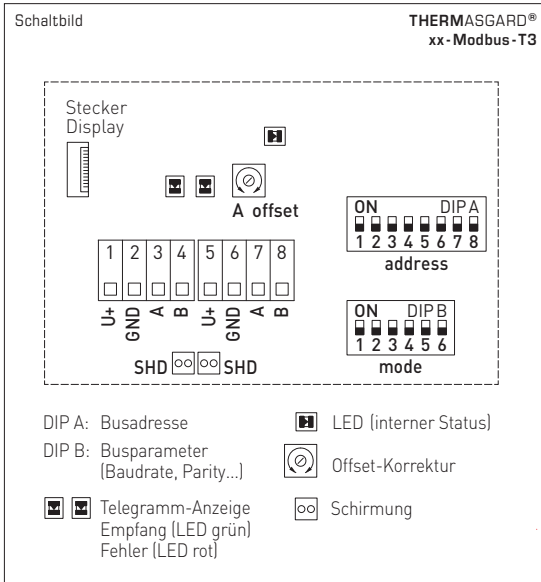 Schaltbild
THERMASGARD®
xx-Modbus-T3
Stecker
Display
A offset
ON DIP A
1 2 3 4 5 6 7 8
address
1 2 3 4 5 6 7 8
U+ GND A B U+ GND A B
ON DIP B
1 2 3 4 5 6
mode
SHD SHD
DIP A: Busadresse
DIP B: Busparameter
(Baudrate, Parity...)
Telegramm-Anzeige
Empfang (LED grün)
Fehler (LED rot)
LED (interner Status)
Offset-Korrektur
Schirmung